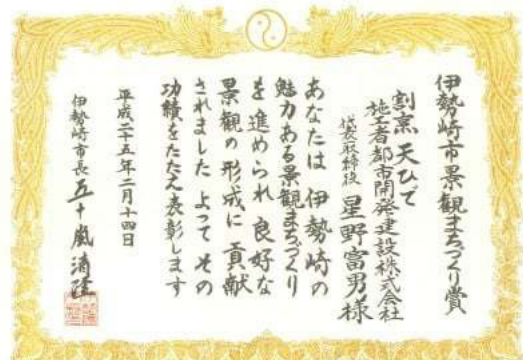 伊勢崎市景観まちづくり賞
割烹 天ひで
施工者都市開発建設株式会社
代表取締役 星野富男様
あなたは 伊勢崎の
魅力ある景観まちづくり
を進められ 良好な
景観の形成に 貢献
されました よって その
功績をたたえ表彰します
平成二十五年二月十四日
伊勢崎市長 五十嵐清隆